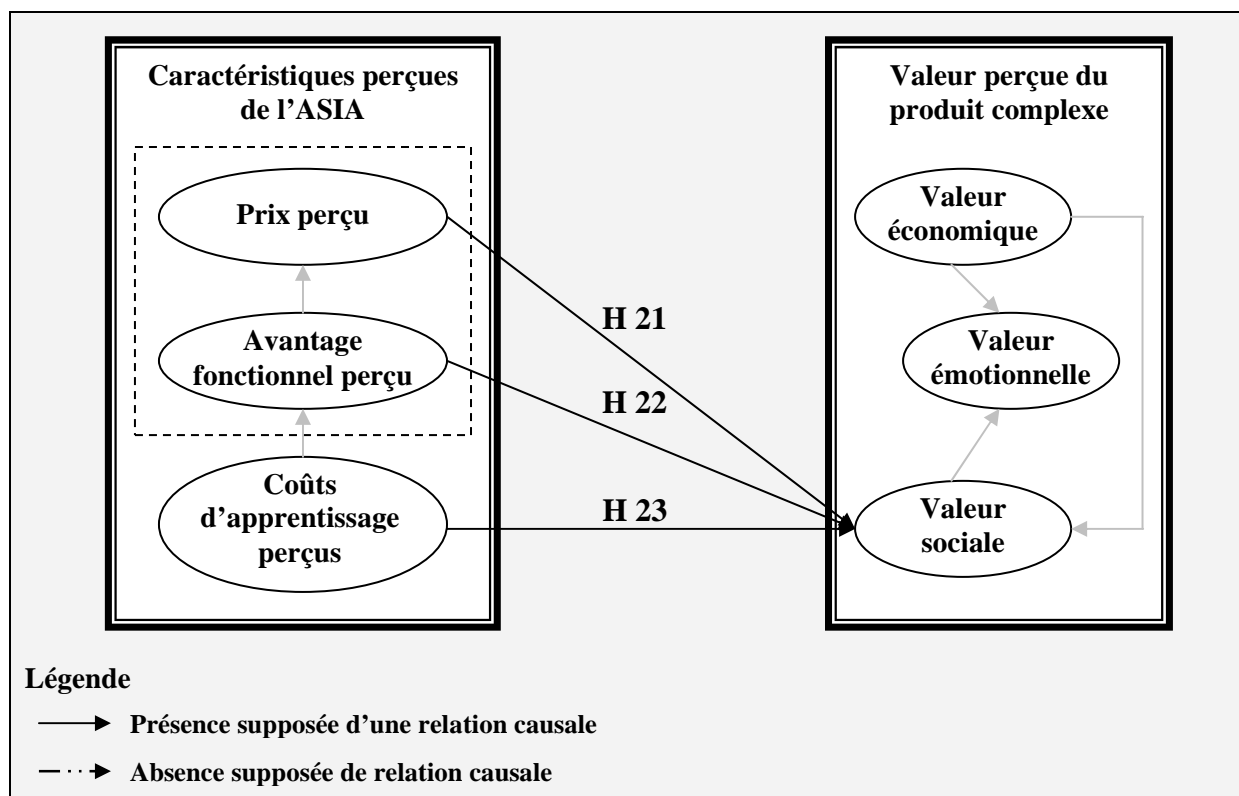 Caractéristiques perçues
de l'ASIA
Prix perçu
Avantage
fonctionnel perçu
Coûts
d'apprentissage
perçus
H 21
H 22
H 23
Valeur perçue du
produit complexe
Valeur
économique
Valeur
émotionnelle
Valeur
sociale
Légende
Présence supposée d'une relation causale
Absence supposée de relation causale